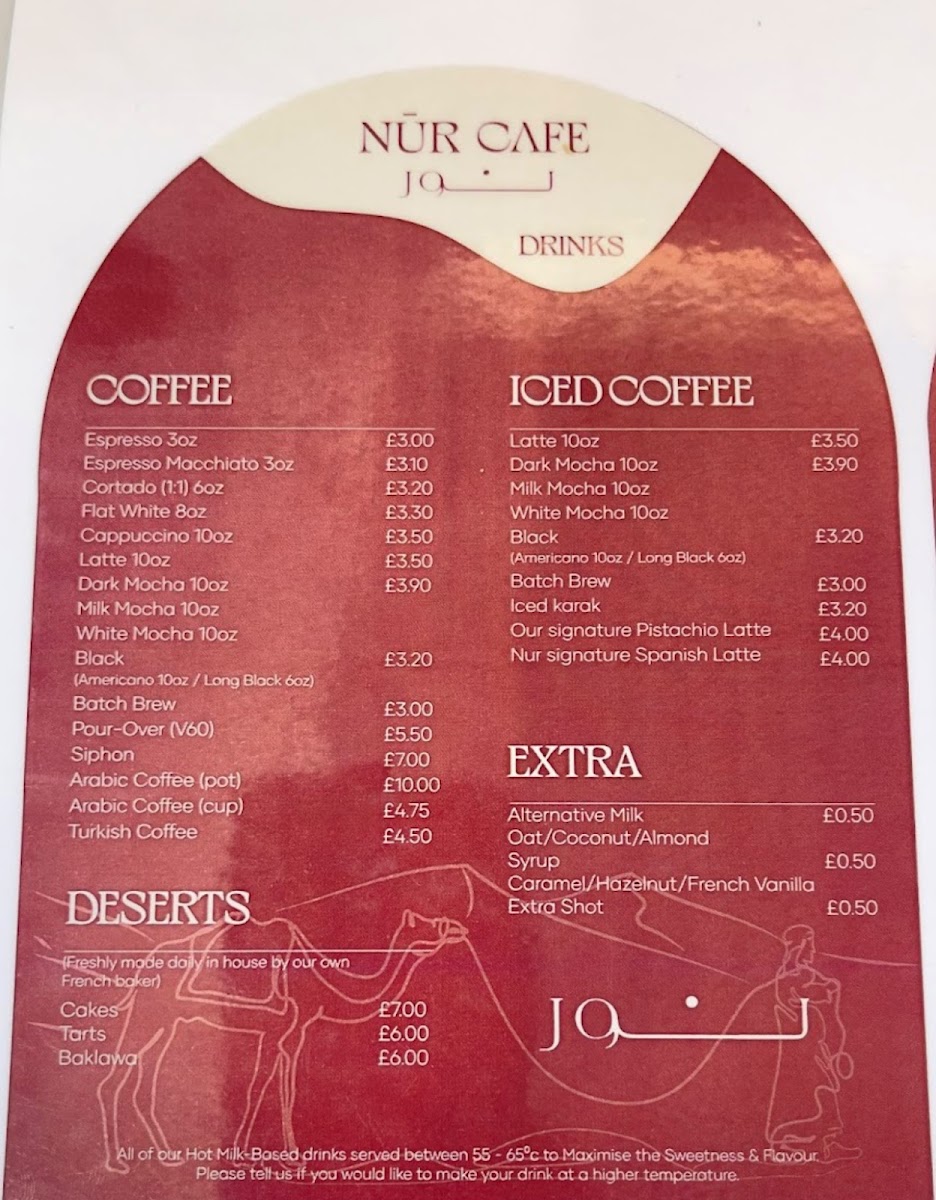 NŪR CAFE
نور
DRINKS
COFFEE
Espresso 3oz £3.00
Espresso Macchiato 3oz £3.10
Cortado (1:1) 6oz £3.20
Flat White 8oz £3.30
Cappuccino 10oz £3.50
Latte 10oz £3.50
Dark Mocha 10oz £3.90
Milk Mocha 10oz
White Mocha 10oz
Black £3.20
(Americano 10oz / Long Black 6oz)
Batch Brew £3.00
Pour-Over (V60) £5.50
Siphon £7.00
Arabic Coffee (pot) £10.00
Arabic Coffee (cup) £4.75
Turkish Coffee £4.50
DESERTS
(Freshly made daily in house by our own
French baker)
Cakes £7.00
Tarts £6.00
Baklawa £6.00
ICED COFFEE
Latte 10oz £3.50
Dark Mocha 10oz £3.90
Milk Mocha 10oz
White Mocha 10oz
Black £3.20
(Americano 10oz / Long Black 6oz)
Batch Brew £3.00
Iced karak £3.20
Our signature Pistachio Latte £4.00
Nur signature Spanish Latte £4.00
EXTRA
Alternative Milk £0.50
Oat/Coconut/Almond
Syrup £0.50
Caramel/Hazelnut/French Vanilla
Extra Shot £0.50
نور
All of our Hot Milk-Based drinks served between 55 - 65°c to Maximise the Sweetness & Flavour.
Please tell us if you would like to make your drink at a higher temperature.